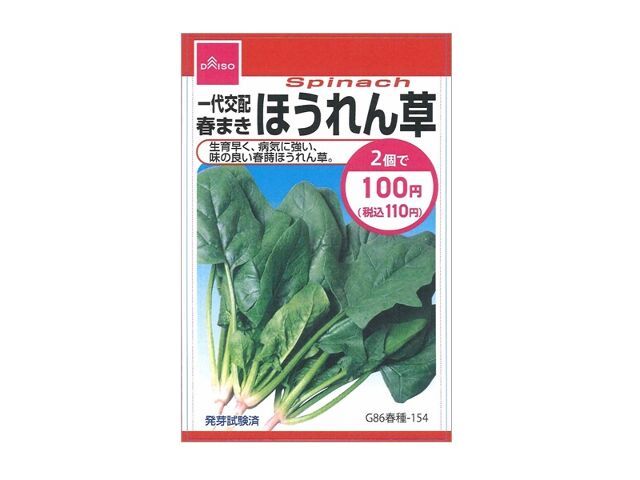 DAISO
Spinach
一代交配
春まき
ほうれん草
生育早く、病気に強い、
味の良い春蒔ほうれん草。
2個で
100円
(税込110円)
発芽試験済
G86春種-154